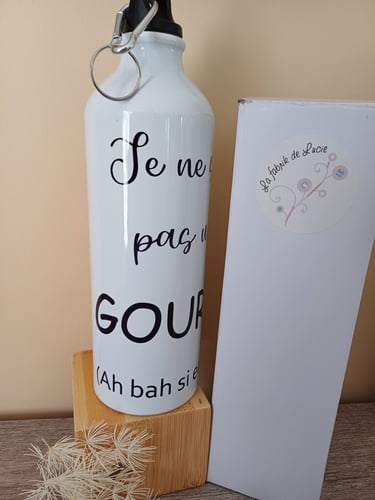 Je ne
pas
GOUR
(Ah bah si e
La fabrik de Lucie